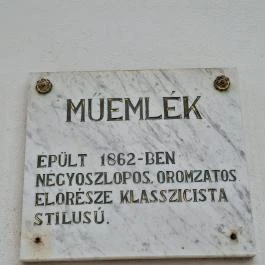 MŰEMLÉK
ÉPÜLT 1862-BEN
NÉGYOSZLOPOS, OROMZATOS
ELŐRÉSZE KLASSZICISTA
STÍLUSÚ.